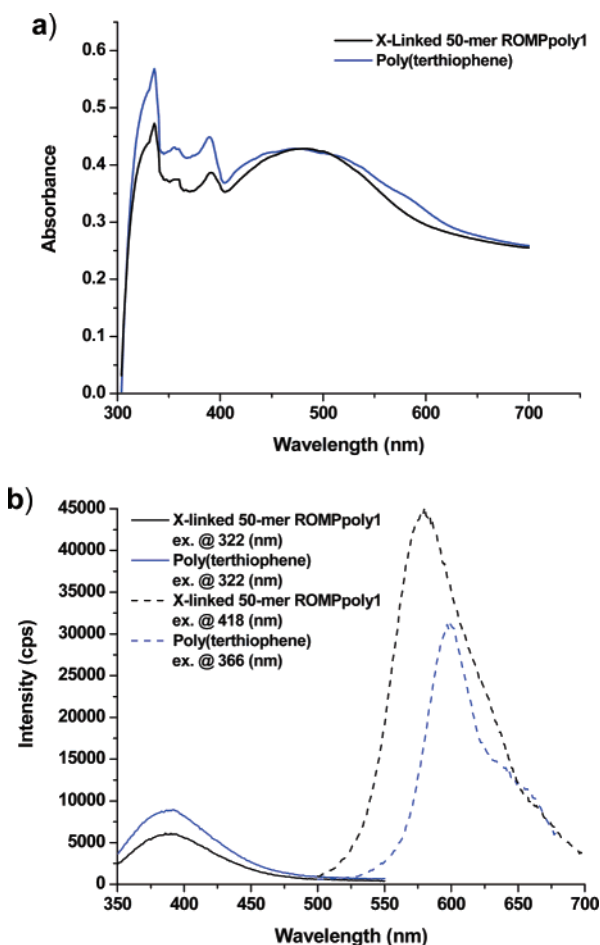 a)
X-Linked 50-mer ROMPpoly1
Poly(terthiophene)
0.6
0.5
0.4
0.3
0.2
0.1
0.0
Absorbance
300 400 500 600 700
Wavelength (nm)
b)
45000
40000
35000
30000
25000
20000
15000
10000
5000
0
Intensity (cps)
X-linked 50-mer ROMPpoly1
ex. @ 322 (nm)
Poly(terthiophene)
ex. @ 322 (nm)
X-linked 50-mer ROMPpoly1
ex. @ 418 (nm)
Poly(terthiophene)
ex. @ 366 (nm)
350 400 450 500 550 600 650 700
Wavelength (nm)